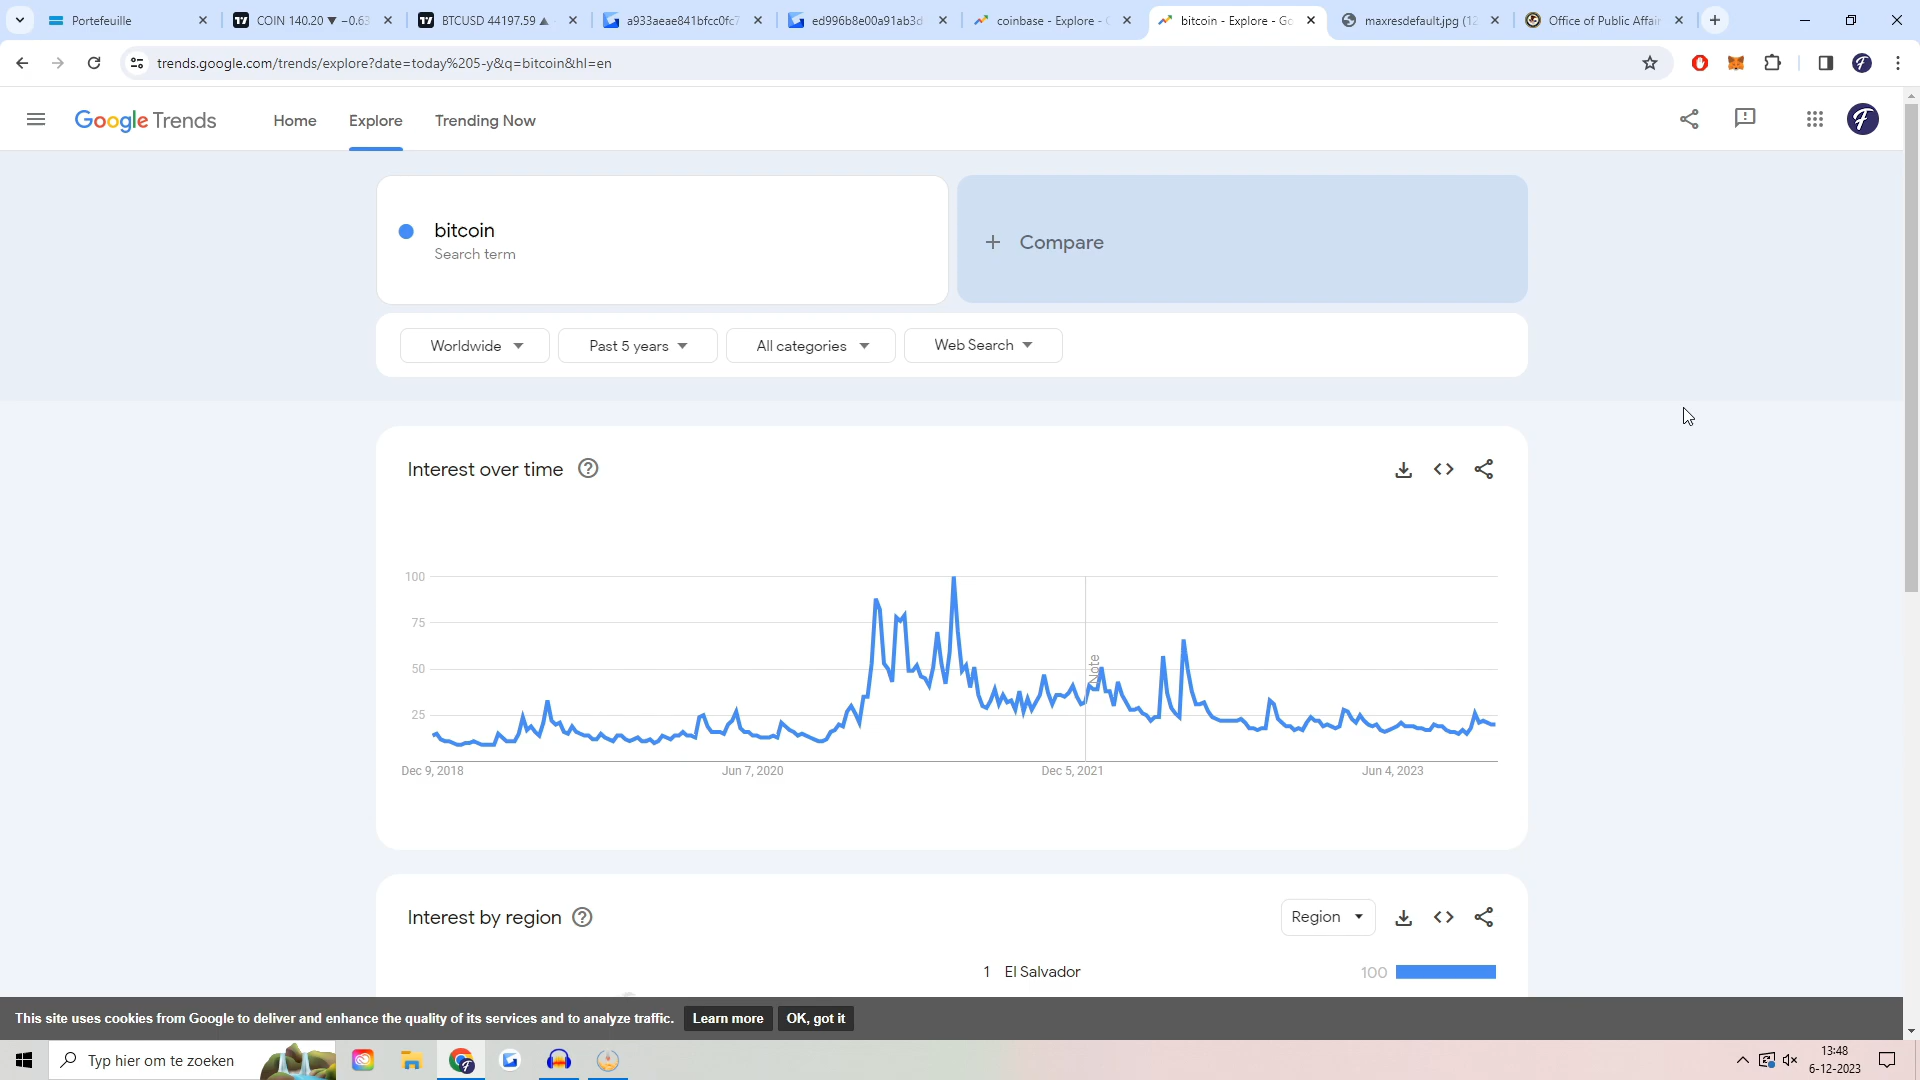 Portefeuille
COIN 140.20 ▼ −0.63
BTCUSD 44197.59 ▲
a933aeae841bfcc0fc7
ed996b8e00a91ab3d
coinbase - Explore -
bitcoin - Explore - Go
maxresdefault.jpg (12
Office of Public Affair
trends.google.com/trends/explore?date=today%205-y&q=bitcoin&hl=en
Google Trends
Home
Explore
Trending Now
bitcoin
Search term
+ Compare
Worldwide
Past 5 years
All categories
Web Search
Interest over time
100
75
50
25
Note
Dec 9, 2018
Jun 7, 2020
Dec 5, 2021
Jun 4, 2023
Interest by region
Region
1 El Salvador
100
This site uses cookies from Google to deliver and enhance the quality of its services and to analyze traffic.
Learn more
OK, got it
Typ hier om te zoeken
13:48
6-12-2023